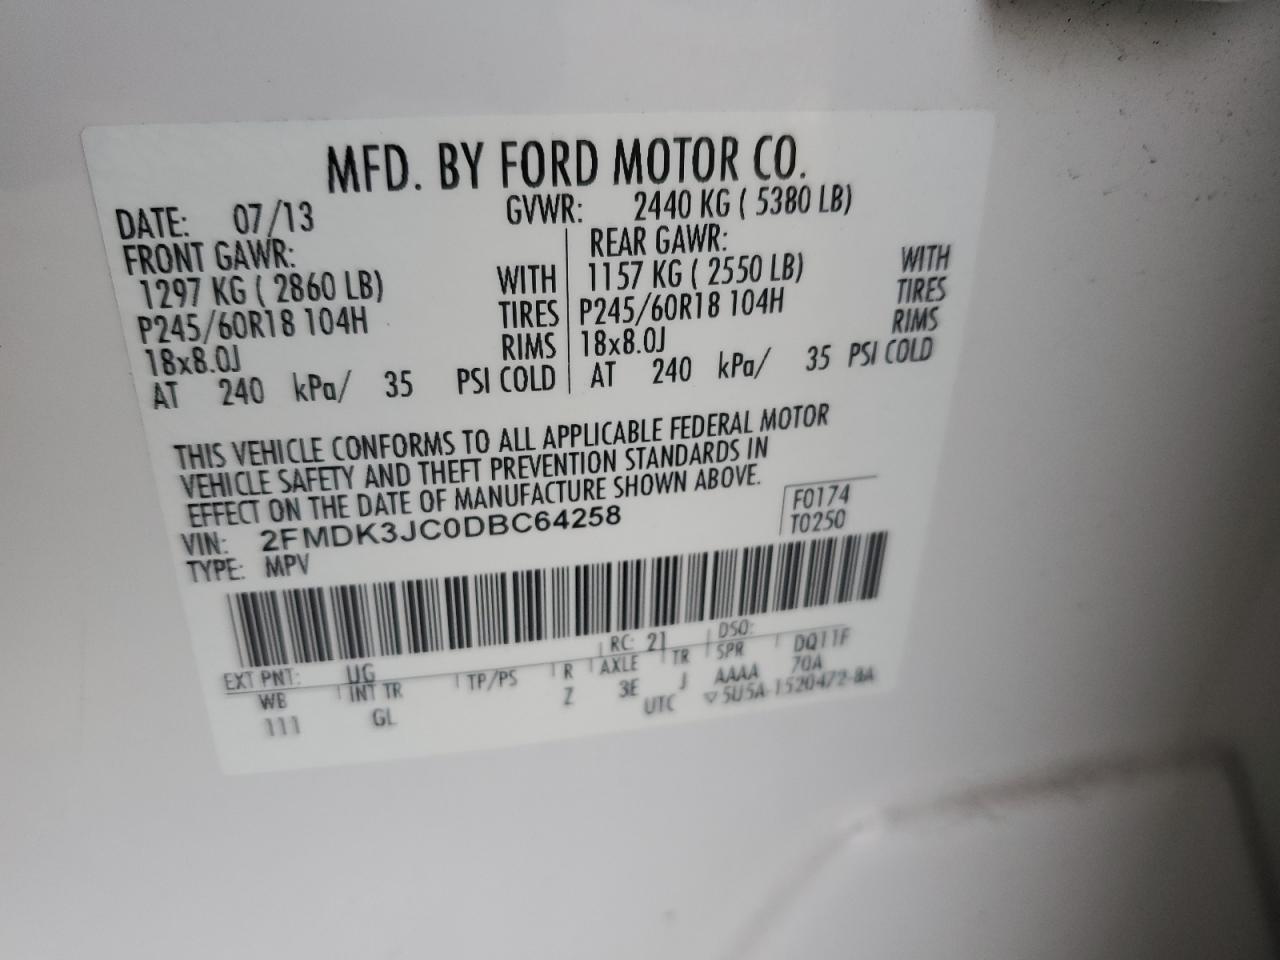 MFD. BY FORD MOTOR CO.
DATE: 07/13 GVWR: 2440 KG ( 5380 LB)
FRONT GAWR: REAR GAWR:
1297 KG ( 2860 LB) WITH 1157 KG ( 2550 LB) WITH
P245/60R18 104H TIRES P245/60R18 104H TIRES
18x8.0J RIMS 18x8.0J RIMS
AT 240 kPa/ 35 PSI COLD AT 240 kPa/ 35 PSI COLD
THIS VEHICLE CONFORMS TO ALL APPLICABLE FEDERAL MOTOR
VEHICLE SAFETY AND THEFT PREVENTION STANDARDS IN
EFFECT ON THE DATE OF MANUFACTURE SHOWN ABOVE.
VIN: 2FMDK3JC0DBC64258 F0174
TYPE: MPV T0250
EXT PNT: UG RC: 21 DSO:
WB INT TR TP/PS R AXLE TR SPR DQ11F
111 GL Z 3E J AAAA 70A
UTC ▽ 5U5A-1520472-BA